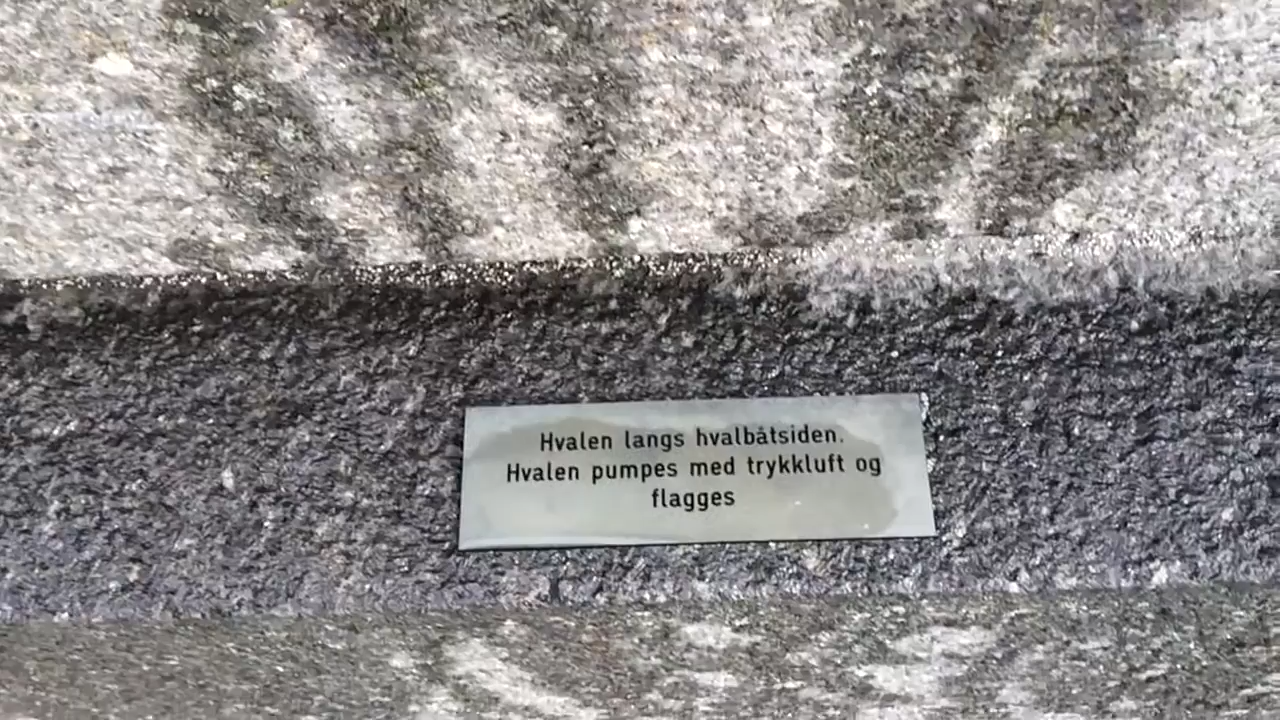 Hvalen langs hvalbåtsiden.
Hvalen pumpes med trykkluft og
flagges